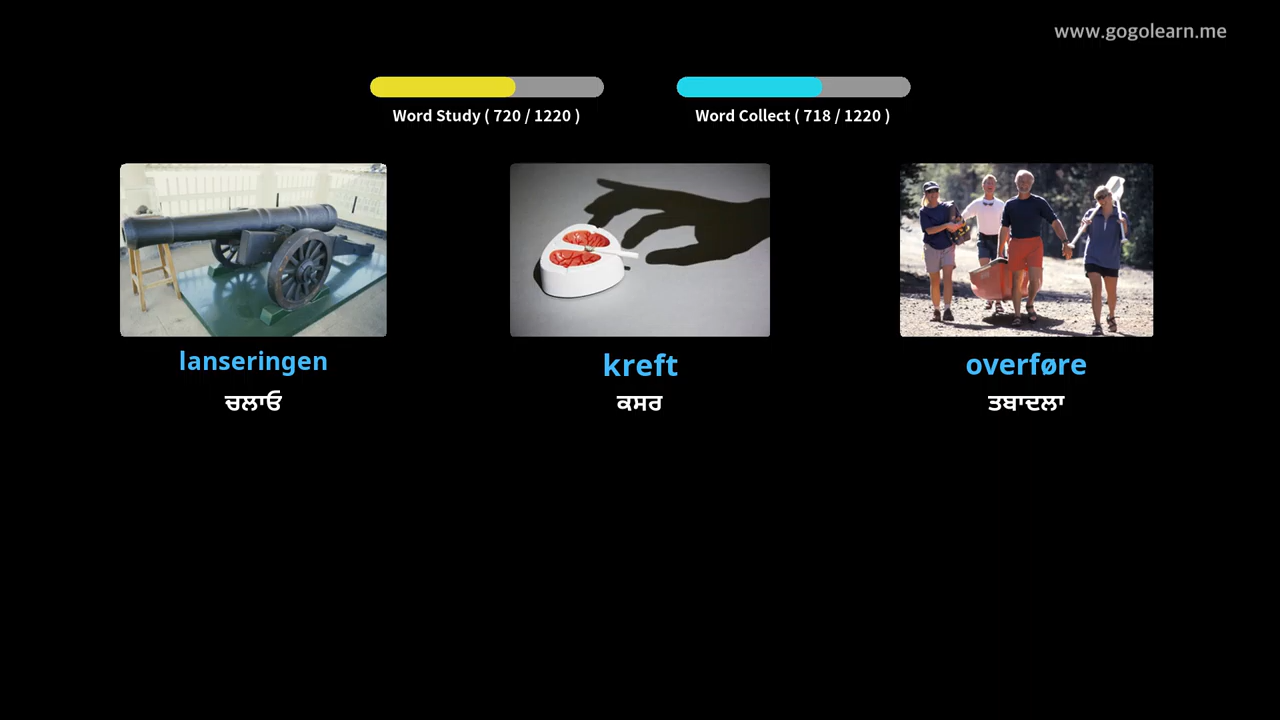 www.gogolearn.me
Word Study ( 720 / 1220 )
Word Collect ( 718 / 1220 )
lanseringen
kreft
overføre
ਚਲਾਓ
ਕਸਰ
ਤਬਾਦਲਾ